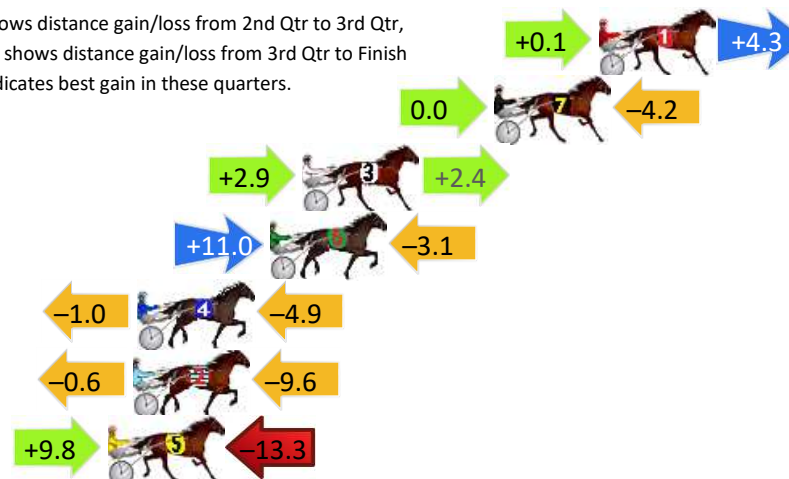 ows distance gain/loss from 2nd Qtr to 3rd Qtr,
shows distance gain/loss from 3rd Qtr to Finish
dicates best gain in these quarters.
+0.1 1 +4.3
0.0 7 –4.2
+2.9 3 +2.4
+11.0 –3.1
–1.0 4 –4.9
–0.6 2 –9.6
+9.8 5 –13.3